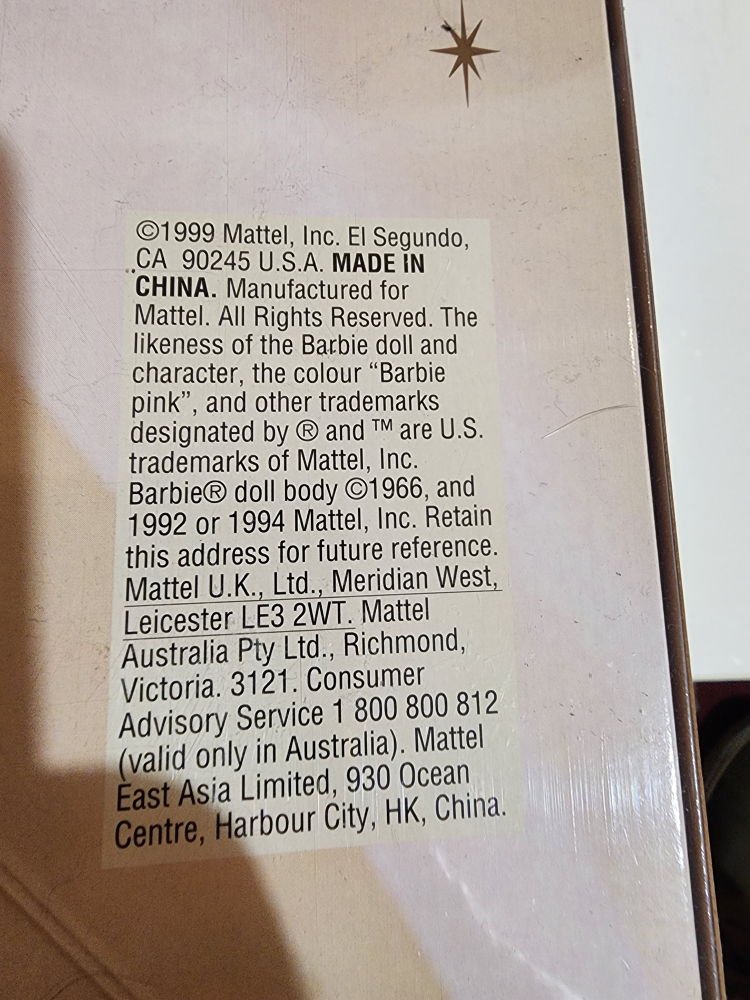 ©1999 Mattel, Inc. El Segundo,
CA 90245 U.S.A. MADE IN
CHINA. Manufactured for
Mattel. All Rights Reserved. The
likeness of the Barbie doll and
character, the colour “Barbie
pink”, and other trademarks
designated by ® and ™ are U.S.
trademarks of Mattel, Inc.
Barbie® doll body ©1966, and
1992 or 1994 Mattel, Inc. Retain
this address for future reference.
Mattel U.K., Ltd., Meridian West,
Leicester LE3 2WT. Mattel
Australia Pty Ltd., Richmond,
Victoria. 3121. Consumer
Advisory Service 1 800 800 812
(valid only in Australia). Mattel
East Asia Limited, 930 Ocean
Centre, Harbour City, HK, China.